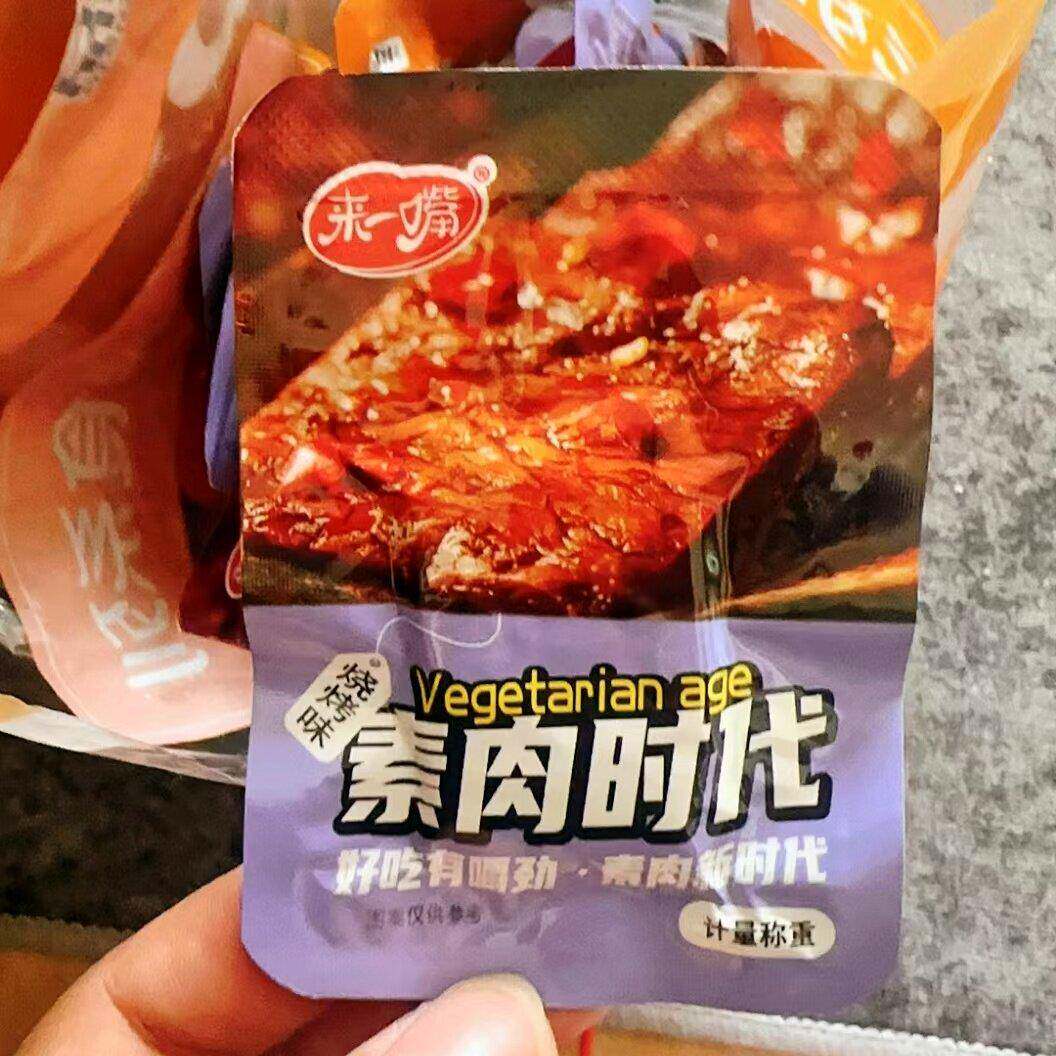 来一嘴®
Vegetarian age
烧烤味
素肉时代
好吃有嚼劲·素肉新时代
图案仅供参考
计量称重